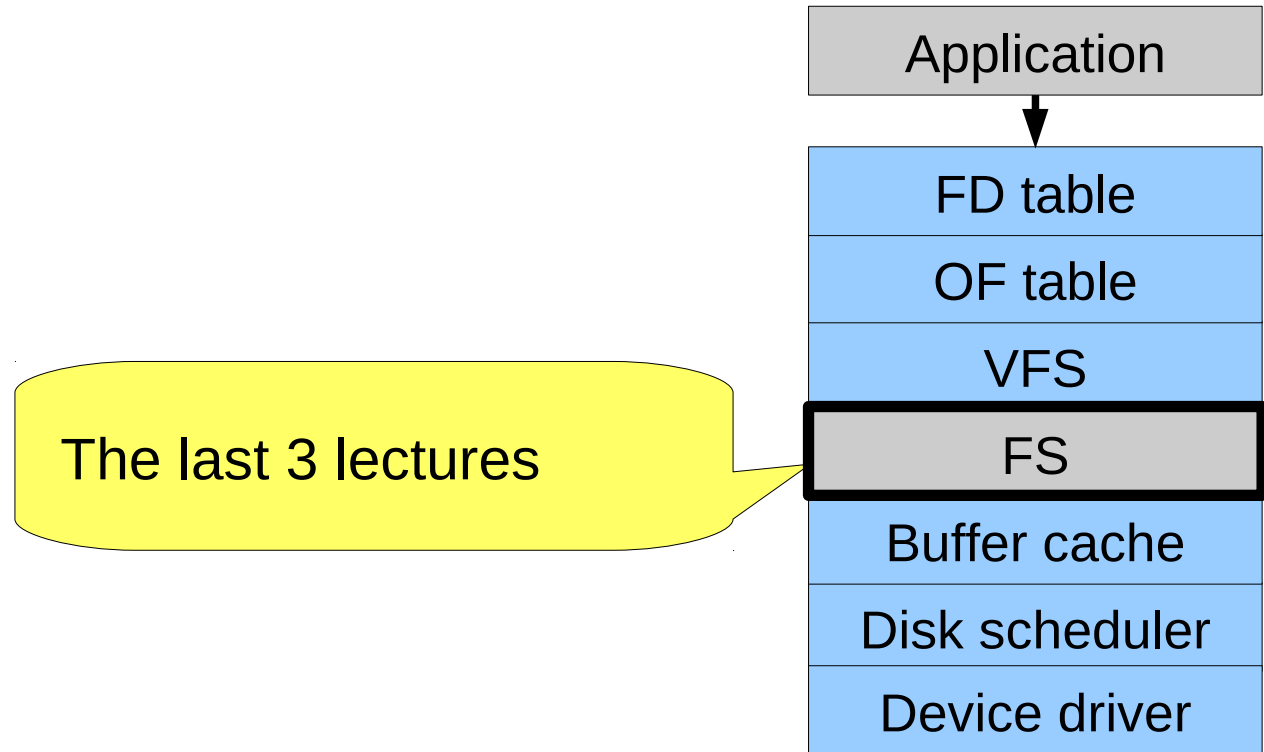 Application
FD table
OF table
VFS
The last 3 lectures
FS
Buffer cache
Disk scheduler
Device driver